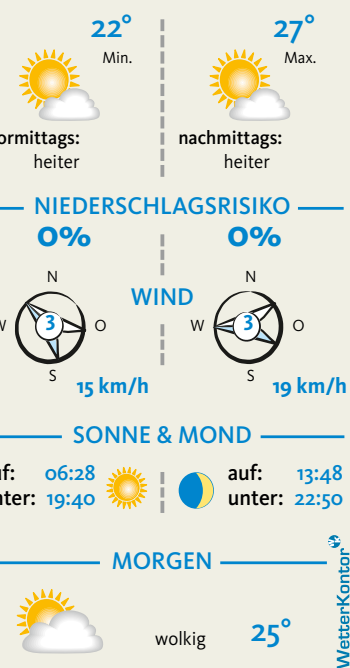 22° 27°
Min. Max.
ormittags: nachmittags:
heiter heiter
NIEDERSCHLAGSRISIKO
0% 0%
N N
WIND
W 3 O W 3 O
S S
15 km/h 19 km/h
SONNE & MOND
uf: 06:28 auf: 13:48
nter: 19:40 unter: 22:50
MORGEN
wolkig 25°
WetterKontor